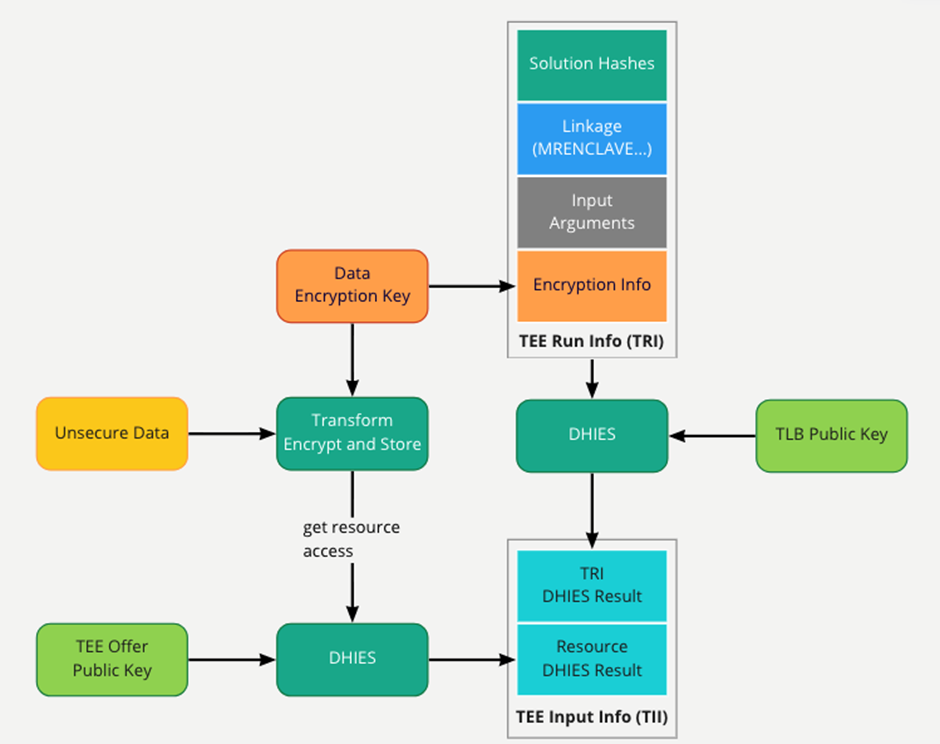 Solution Hashes
Linkage
(MRENCLAVE...)
Input
Arguments
Data
Encryption Key
Encryption Info
TEE Run Info (TRI)
Unsecure Data
Transform
Encrypt and Store
DHIES
TLB Public Key
get resource
access
TRI
DHIES Result
TEE Offer
Public Key
DHIES
Resource
DHIES Result
TEE Input Info (TII)